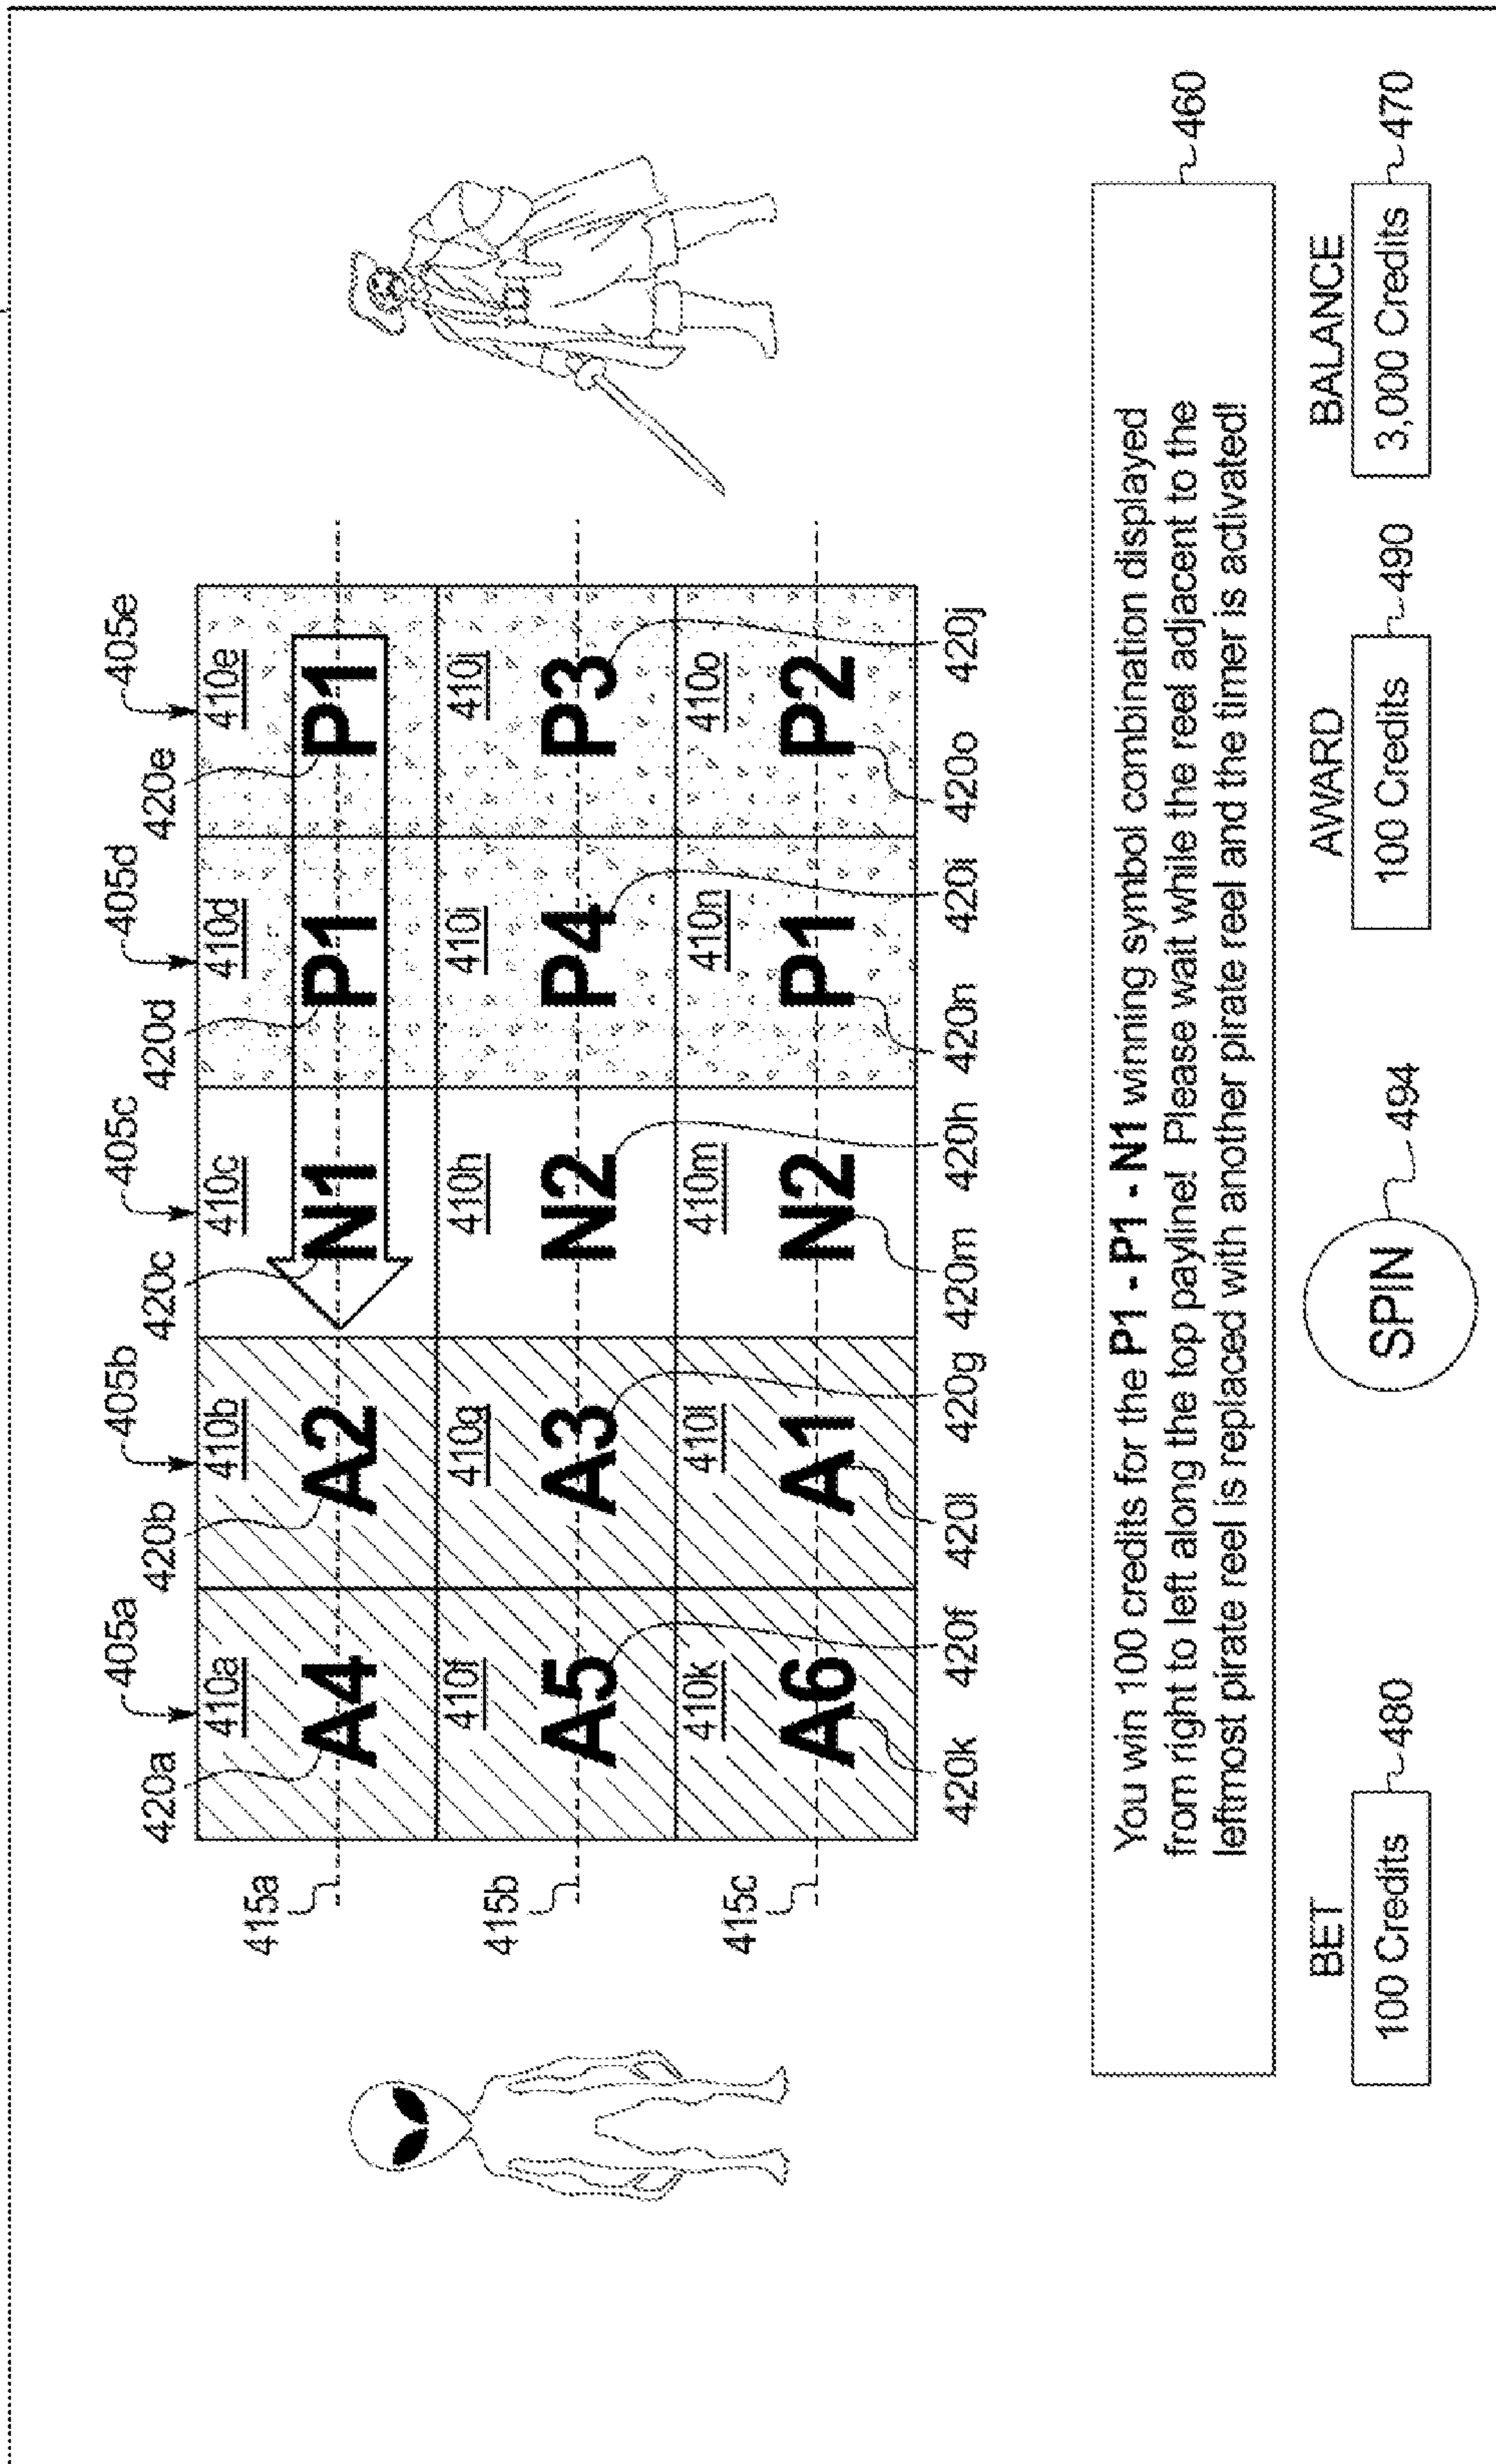 405a 405b 405c 405d 405e
420a 420b 420c 420d 420e
410a 410b 410c 410d 410e
415a A4 A2 N1 P1 P1
410f 410g 410h 410i 410j
415b A5 A3 N2 P4 P3
410k 410l 410m 410n 410o
415c A6 A1 N2 P1 P2
420k 420f 420l 420g 420m 420h 420n 420i 420o 420j
You win 100 credits for the P1 - P1 - N1 winning symbol combination displayed
from right to left along the top payline! Please wait while the reel adjacent to the
leftmost pirate reel is replaced with another pirate reel and the timer is activated!
460
BET AWARD BALANCE
100 Credits 480 SPIN 494 100 Credits 490 3,000 Credits 470